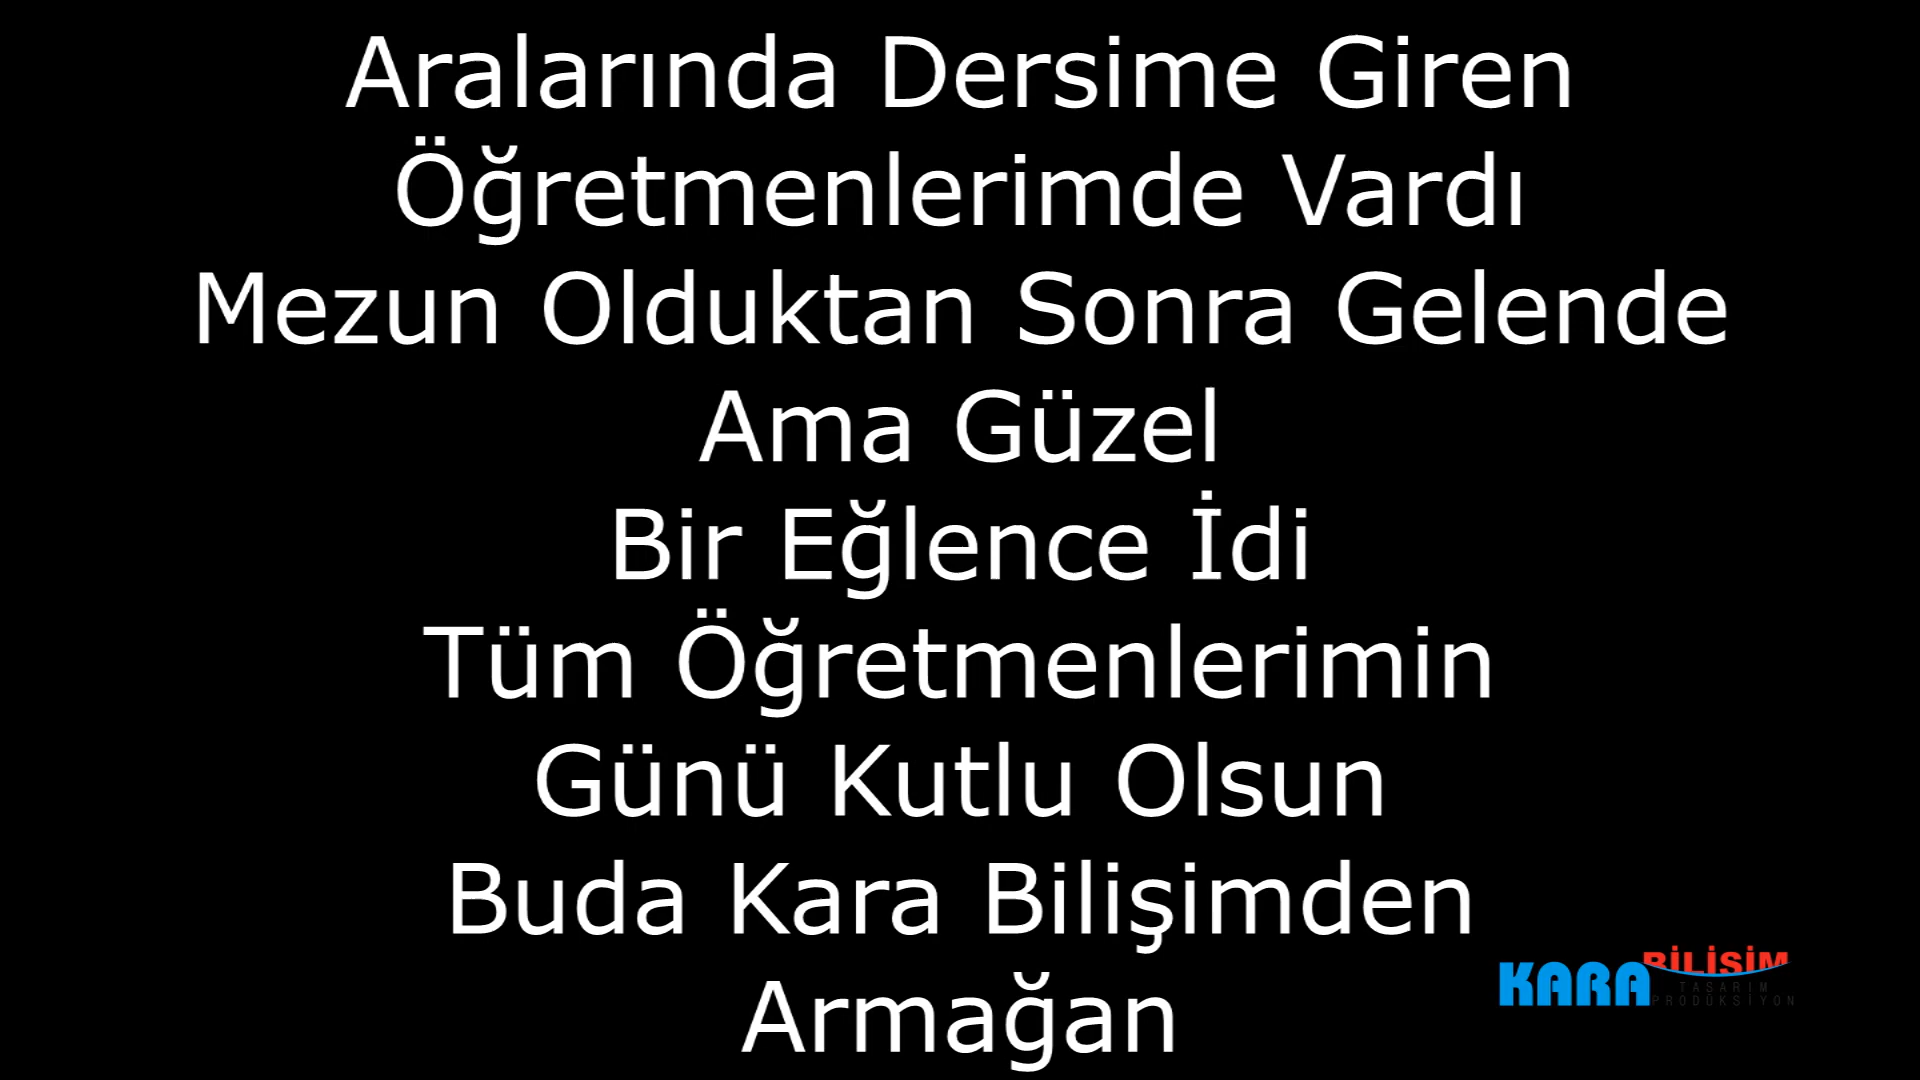 Aralarında Dersime Giren
Öğretmenlerimde Vardı
Mezun Olduktan Sonra Gelende
Ama Güzel
Bir Eğlence İdi
Tüm Öğretmenlerimin
Günü Kutlu Olsun
Buda Kara Bilişimden
Armağan
KARA BİLİŞİM
TASARIM
PRODÜKSİYON